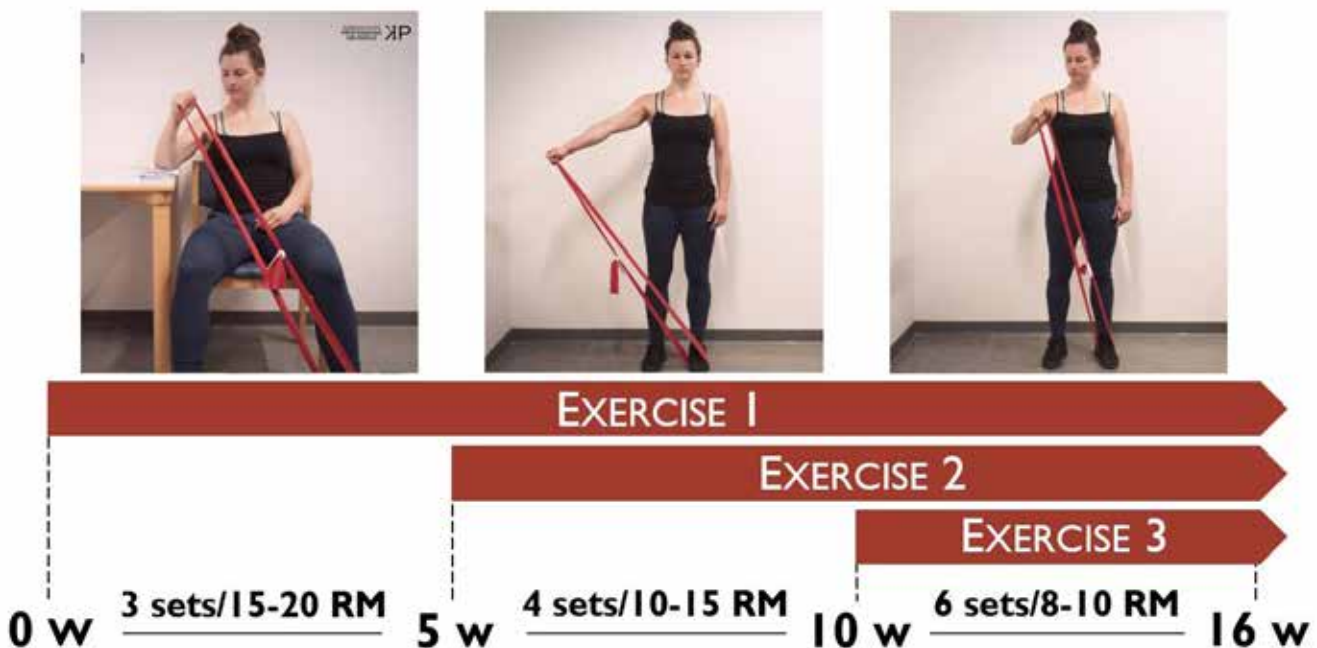 EXERCISE 1
EXERCISE 2
EXERCISE 3
3 sets/15-20 RM
4 sets/10-15 RM
6 sets/8-10 RM
0 w
5 w
10 w
16 w